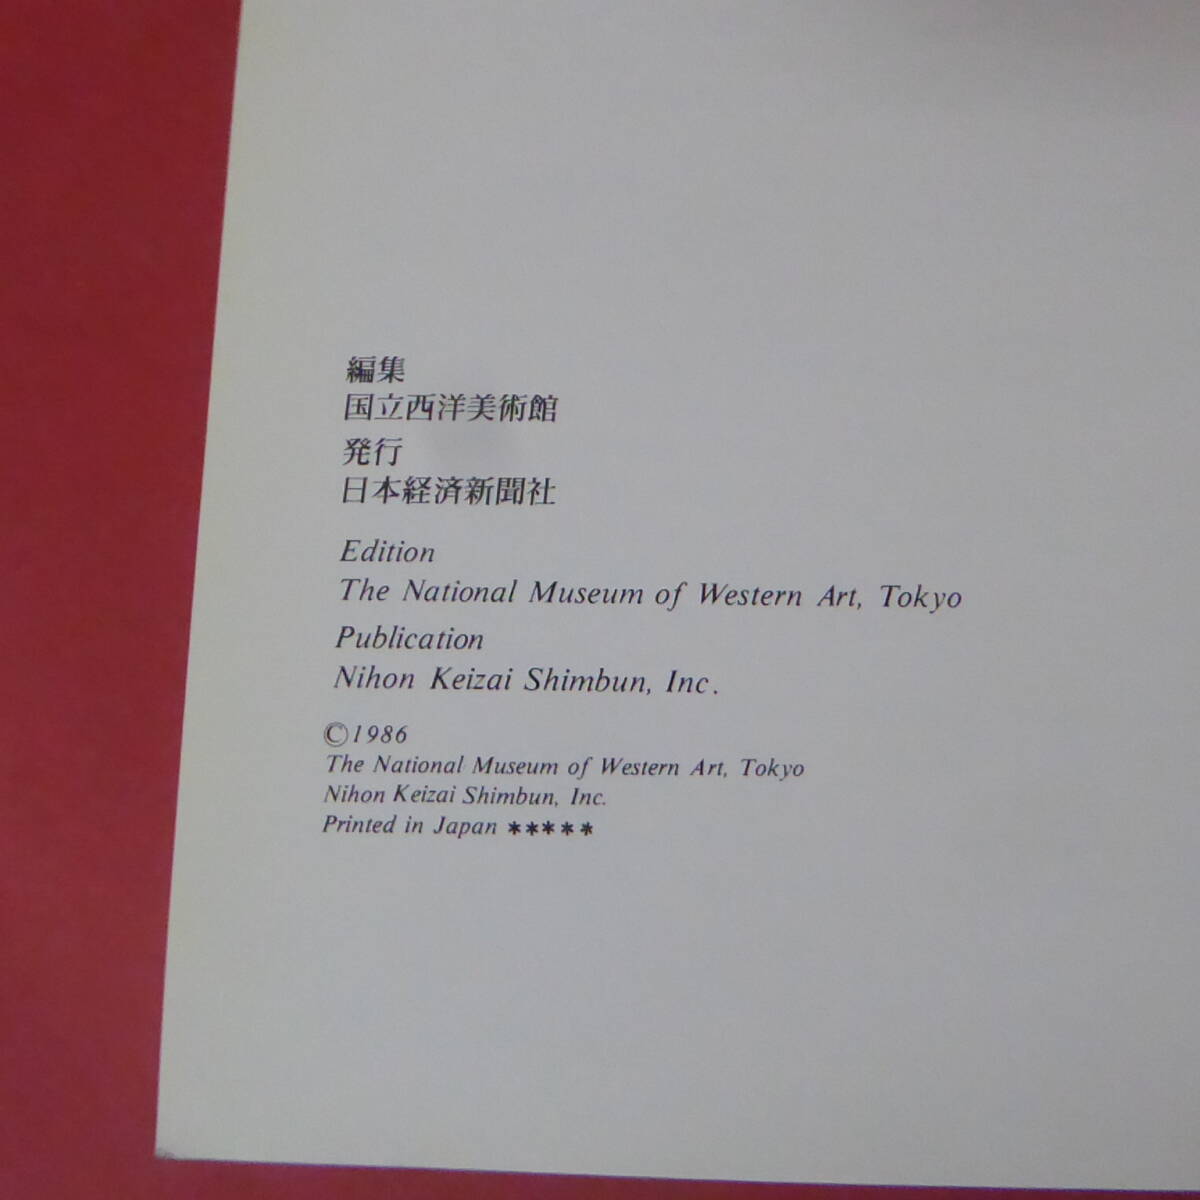 編集
国立西洋美術館
発行
日本経済新聞社
Edition
The National Museum of Western Art, Tokyo
Publication
Nihon Keizai Shimbun, Inc.
©1986
The National Museum of Western Art, Tokyo
Nihon Keizai Shimbun, Inc.
Printed in Japan *****